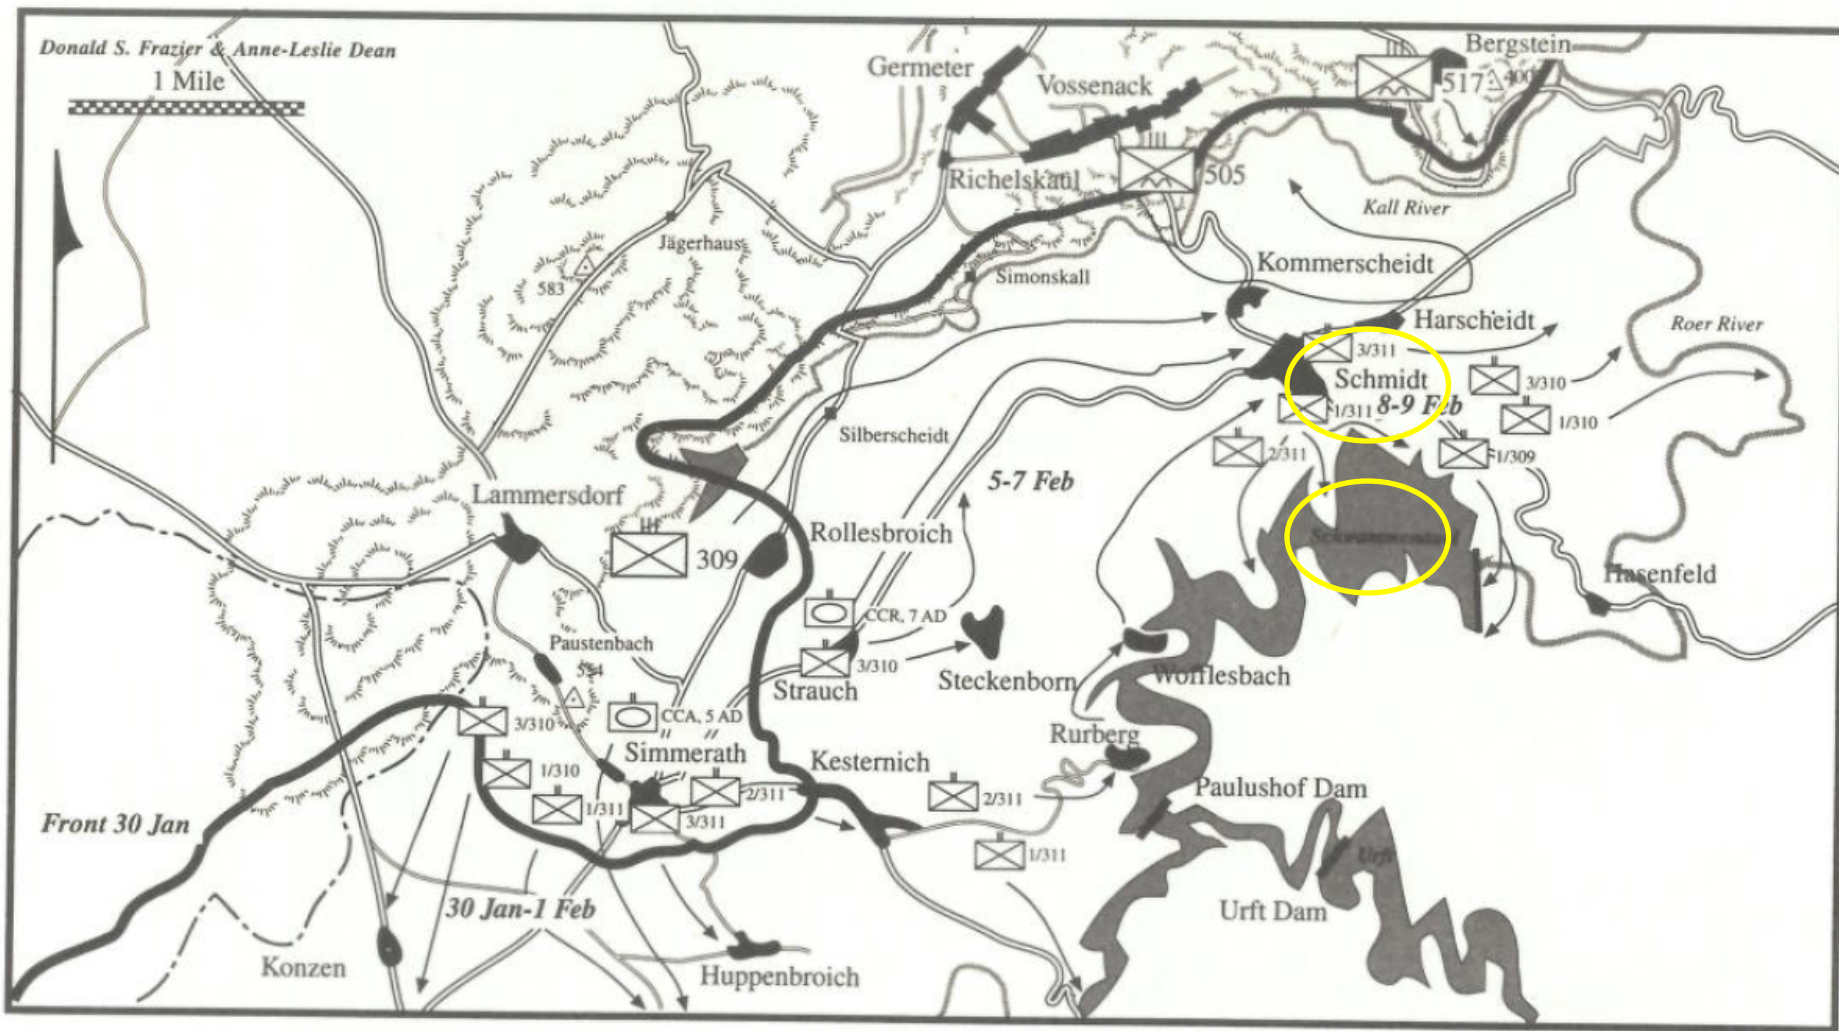 Donald S. Frazier & Anne-Leslie Dean
1 Mile
Germeter
Vossenack
Bergstein
517
400
Richelskaul
505
Kall River
Jägerhaus
583
Simonskall
Kommerscheidt
Harscheidt
Roer River
3/311
Schmidt
3/310
1/311
8-9 Feb
1/310
Silberscheidt
2/311
1/309
5-7 Feb
Lammersdorf
Rollesbroich
309
Hasenfeld
CCR, 7 AD
Paustenbach
554
3/310
Steckenborn
Wofflesbach
Strauch
3/310
CCA, 5 AD
Rurberg
Simmerath
Kesternich
1/310
2/311
2/311
Paulushof Dam
1/311
3/311
Front 30 Jan
1/311
Urft
30 Jan-1 Feb
Urft Dam
Konzen
Huppenbroich